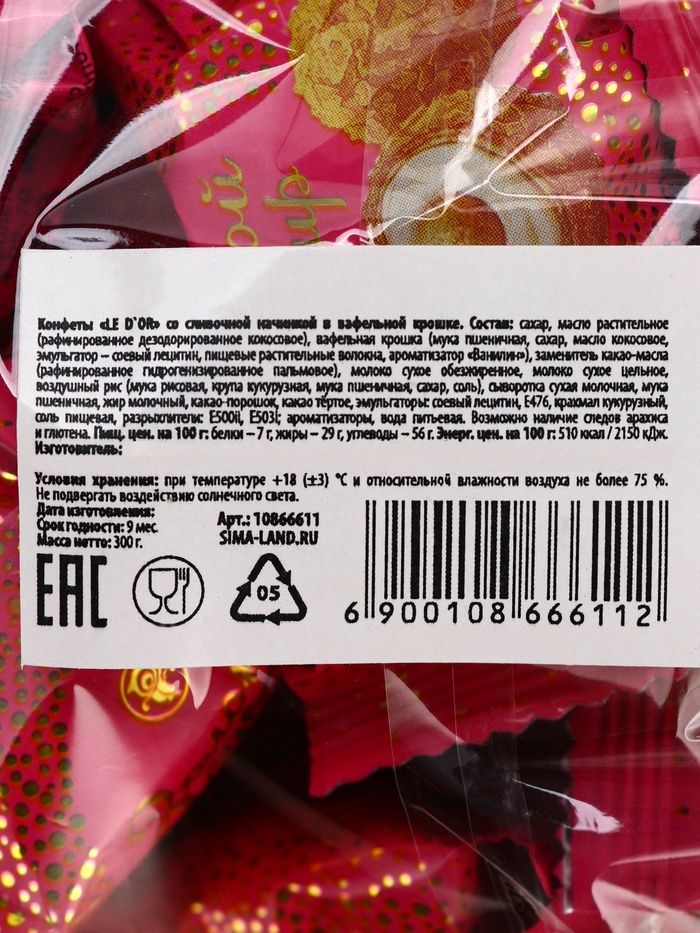 ой
Конфеты «LE D`OR» со сливочной начинкой в вафельной крошке. Состав: сахар, масло растительное
(рафинированное дезодорированное кокосовое), вафельная крошка (мука пшеничная, сахар, масло кокосовое,
эмульгатор – соевый лецитин, пищевые растительные волокна, ароматизатор «Ванилин»), заменитель какао-масла
(рафинированное гидрогенизированное пальмовое), молоко сухое обезжиренное, молоко сухое цельное,
воздушный рис (мука рисовая, крупа кукурузная, мука пшеничная, сахар, соль), сыворотка сухая молочная, мука
пшеничная, жир молочный, какао-порошок, какао тёртое, эмульгаторы: соевый лецитин, Е476, крахмал кукурузный,
соль пищевая, разрыхлители: Е500ii, Е503i; ароматизаторы, вода питьевая. Возможно наличие следов арахиса
и глютена. Пищ. цен. на 100 г: белки – 7 г, жиры – 29 г, углеводы – 56 г. Энерг. цен. на 100 г: 510 ккал / 2150 кДж.
Изготовитель:
Условия хранения: при температуре +18 (±3) °С и относительной влажности воздуха не более 75 %.
Не подвергать воздействию солнечного света.
Дата изготовления:
Срок годности: 9 мес.
Масса нетто: 300 г.
Арт.: 10866611
SIMA-LAND.RU
EAC
05
6 900108 666112